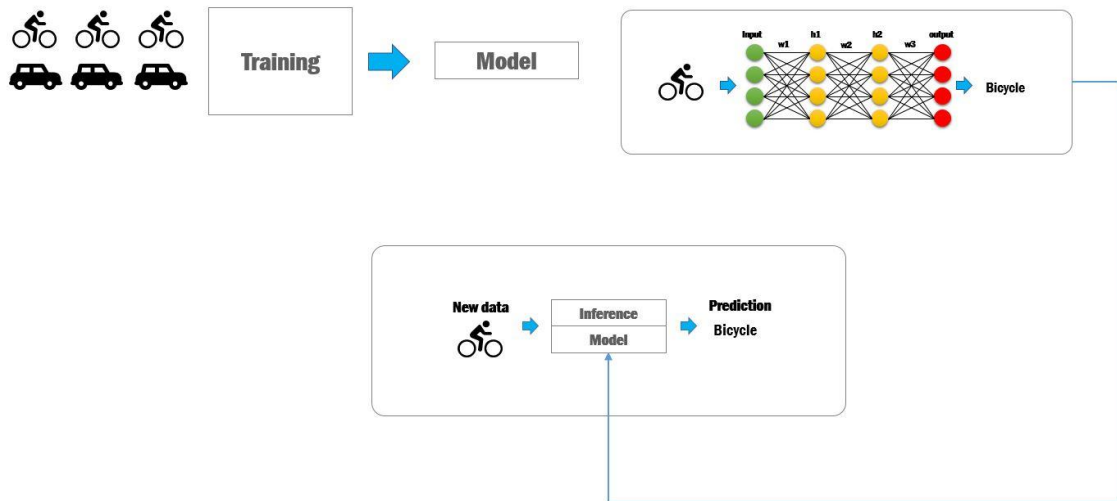 Training
Model
Input
w1
h1
w2
h2
w3
output
Bicycle
New data
Inference
Model
Prediction
Bicycle